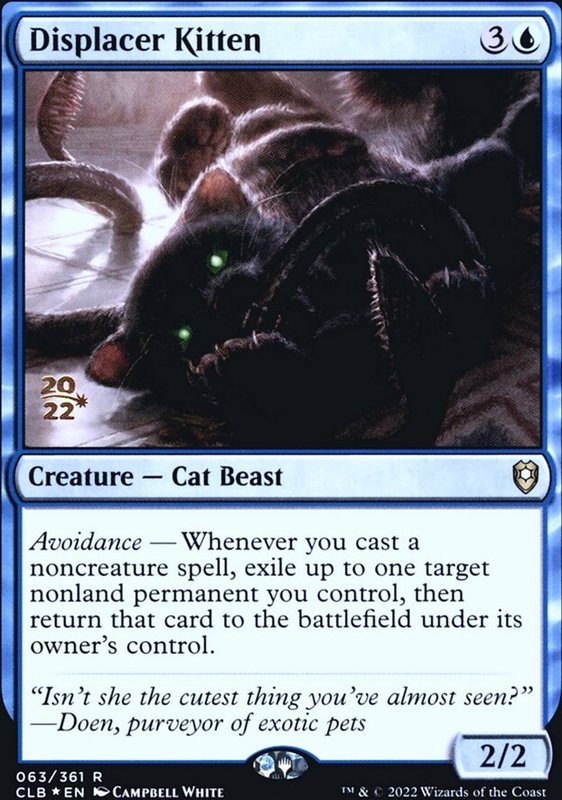 Displacer Kitten 3
20
22
Creature — Cat Beast
Avoidance — Whenever you cast a
noncreature spell, exile up to one target
nonland permanent you control, then
return that card to the battlefield under its
owner's control.
“Isn't she the cutest thing you've almost seen?”
—Doen, purveyor of exotic pets
2/2
063/361 R
CLB ★ EN CAMPBELL WHITE
™ & © 2022 Wizards of the Coast